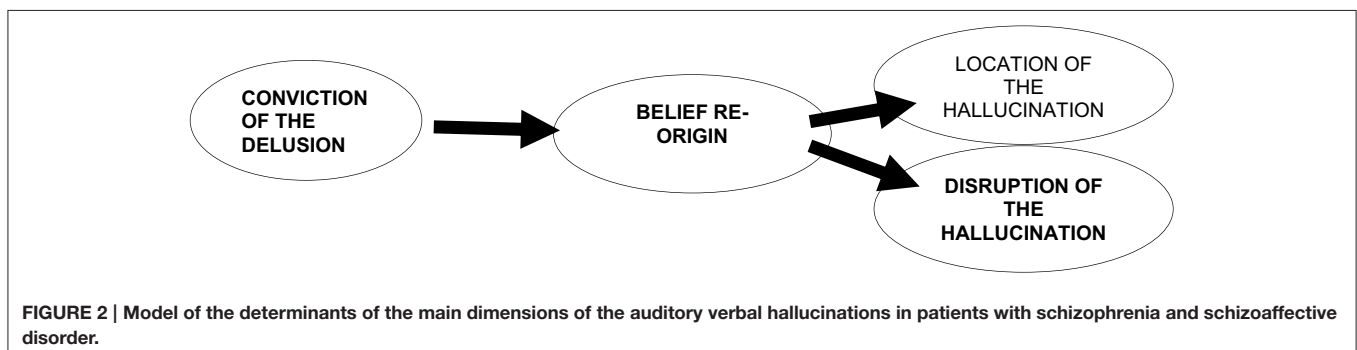 CONVICTION
OF THE
DELUSION
BELIEF RE-
ORIGIN
LOCATION OF
THE
HALLUCINATION
DISRUPTION OF
THE
HALLUCINATION
FIGURE 2 | Model of the determinants of the main dimensions of the auditory verbal hallucinations in patients with schizophrenia and schizoaffective
disorder.